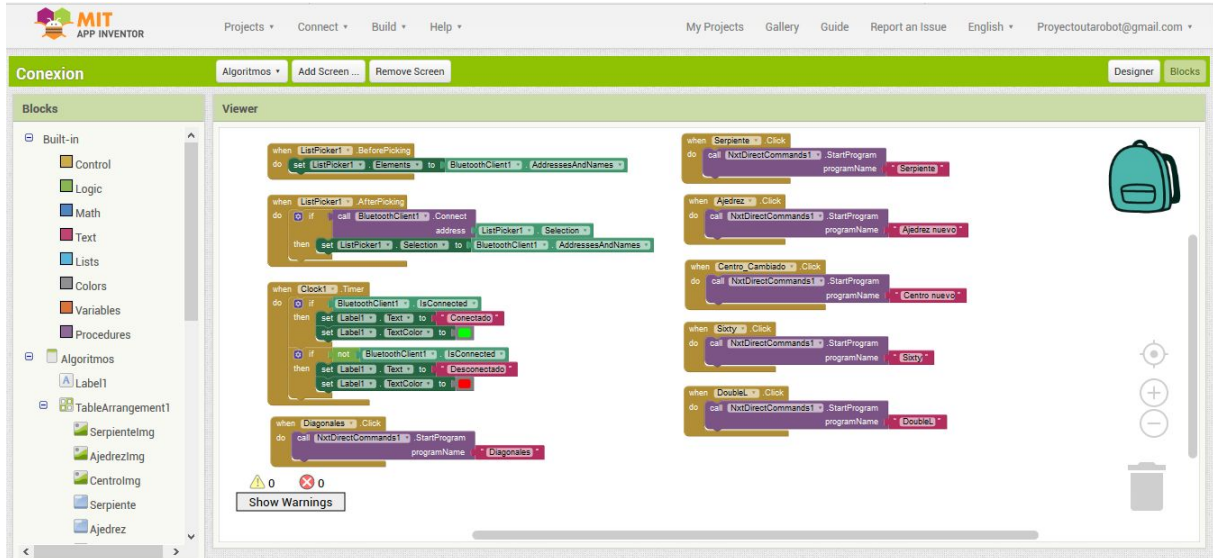 MIT
APP INVENTOR
Projects Connect Build Help My Projects Gallery Guide Report an Issue English Proyectoutarobot@gmail.com
Conexion Algoritmos Add Screen ... Remove Screen Designer Blocks
Blocks
Viewer
Built-in
Control
Logic
Math
Text
Lists
Colors
Variables
Procedures
Algoritmos
Label1
TableArrangement1
SerpienteImg
AjedrezImg
CentroImg
Serpiente
Ajedrez
when ListPicker1 .BeforePicking
do set ListPicker1 . Elements to BluetoothClient1 . AddressesAndNames
when ListPicker1 .AfterPicking
do if call BluetoothClient1 .Connect
address ListPicker1 . Selection
then set ListPicker1 . Selection to BluetoothClient1 . AddressesAndNames
when Clock1 .Timer
do if BluetoothClient1 . IsConnected
then set Label1 . Text to " Conectado "
set Label1 . TextColor to
if not BluetoothClient1 . IsConnected
then set Label1 . Text to " Desconectado "
set Label1 . TextColor to
when Diagonales .Click
do call NxtDirectCommands1 .StartProgram
programName " Diagonales "
when Serpiente .Click
do call NxtDirectCommands1 .StartProgram
programName " Serpiente "
when Ajedrez .Click
do call NxtDirectCommands1 .StartProgram
programName " Ajedrez nuevo "
when Centro_Cambiado .Click
do call NxtDirectCommands1 .StartProgram
programName " Centro nuevo "
when Sixty .Click
do call NxtDirectCommands1 .StartProgram
programName " Sixty "
when DoubleL .Click
do call NxtDirectCommands1 .StartProgram
programName " DoubleL "
0 0
Show Warnings